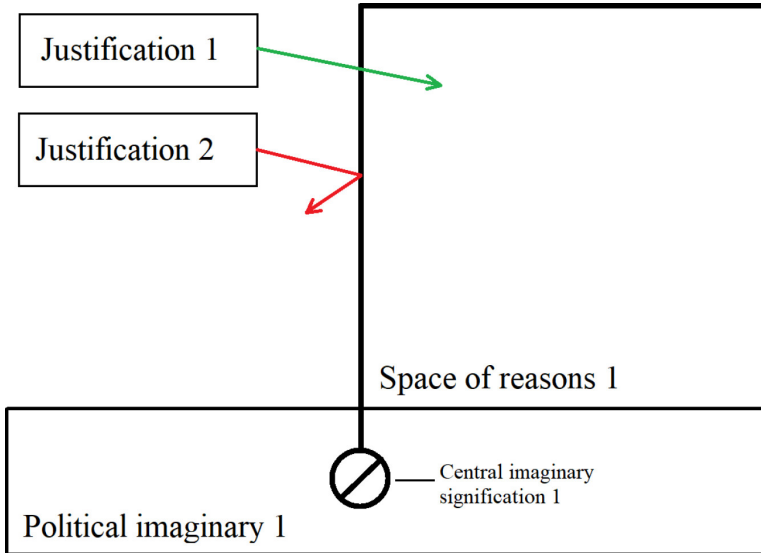 Justification 1
Justification 2
Space of reasons 1
Central imaginary
signification 1
Political imaginary 1